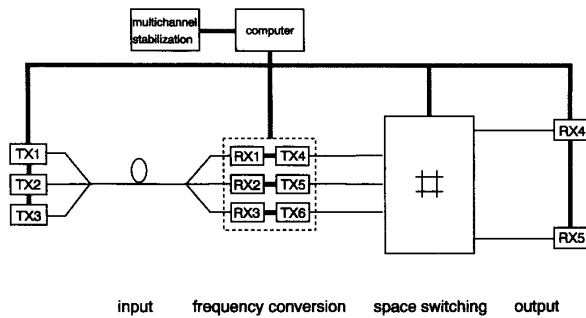 multichannel
stabilization
computer
TX1
TX2
TX3
RX1
TX4
RX2
TX5
RX3
TX6
RX4
RX5
input
frequency conversion
space switching
output